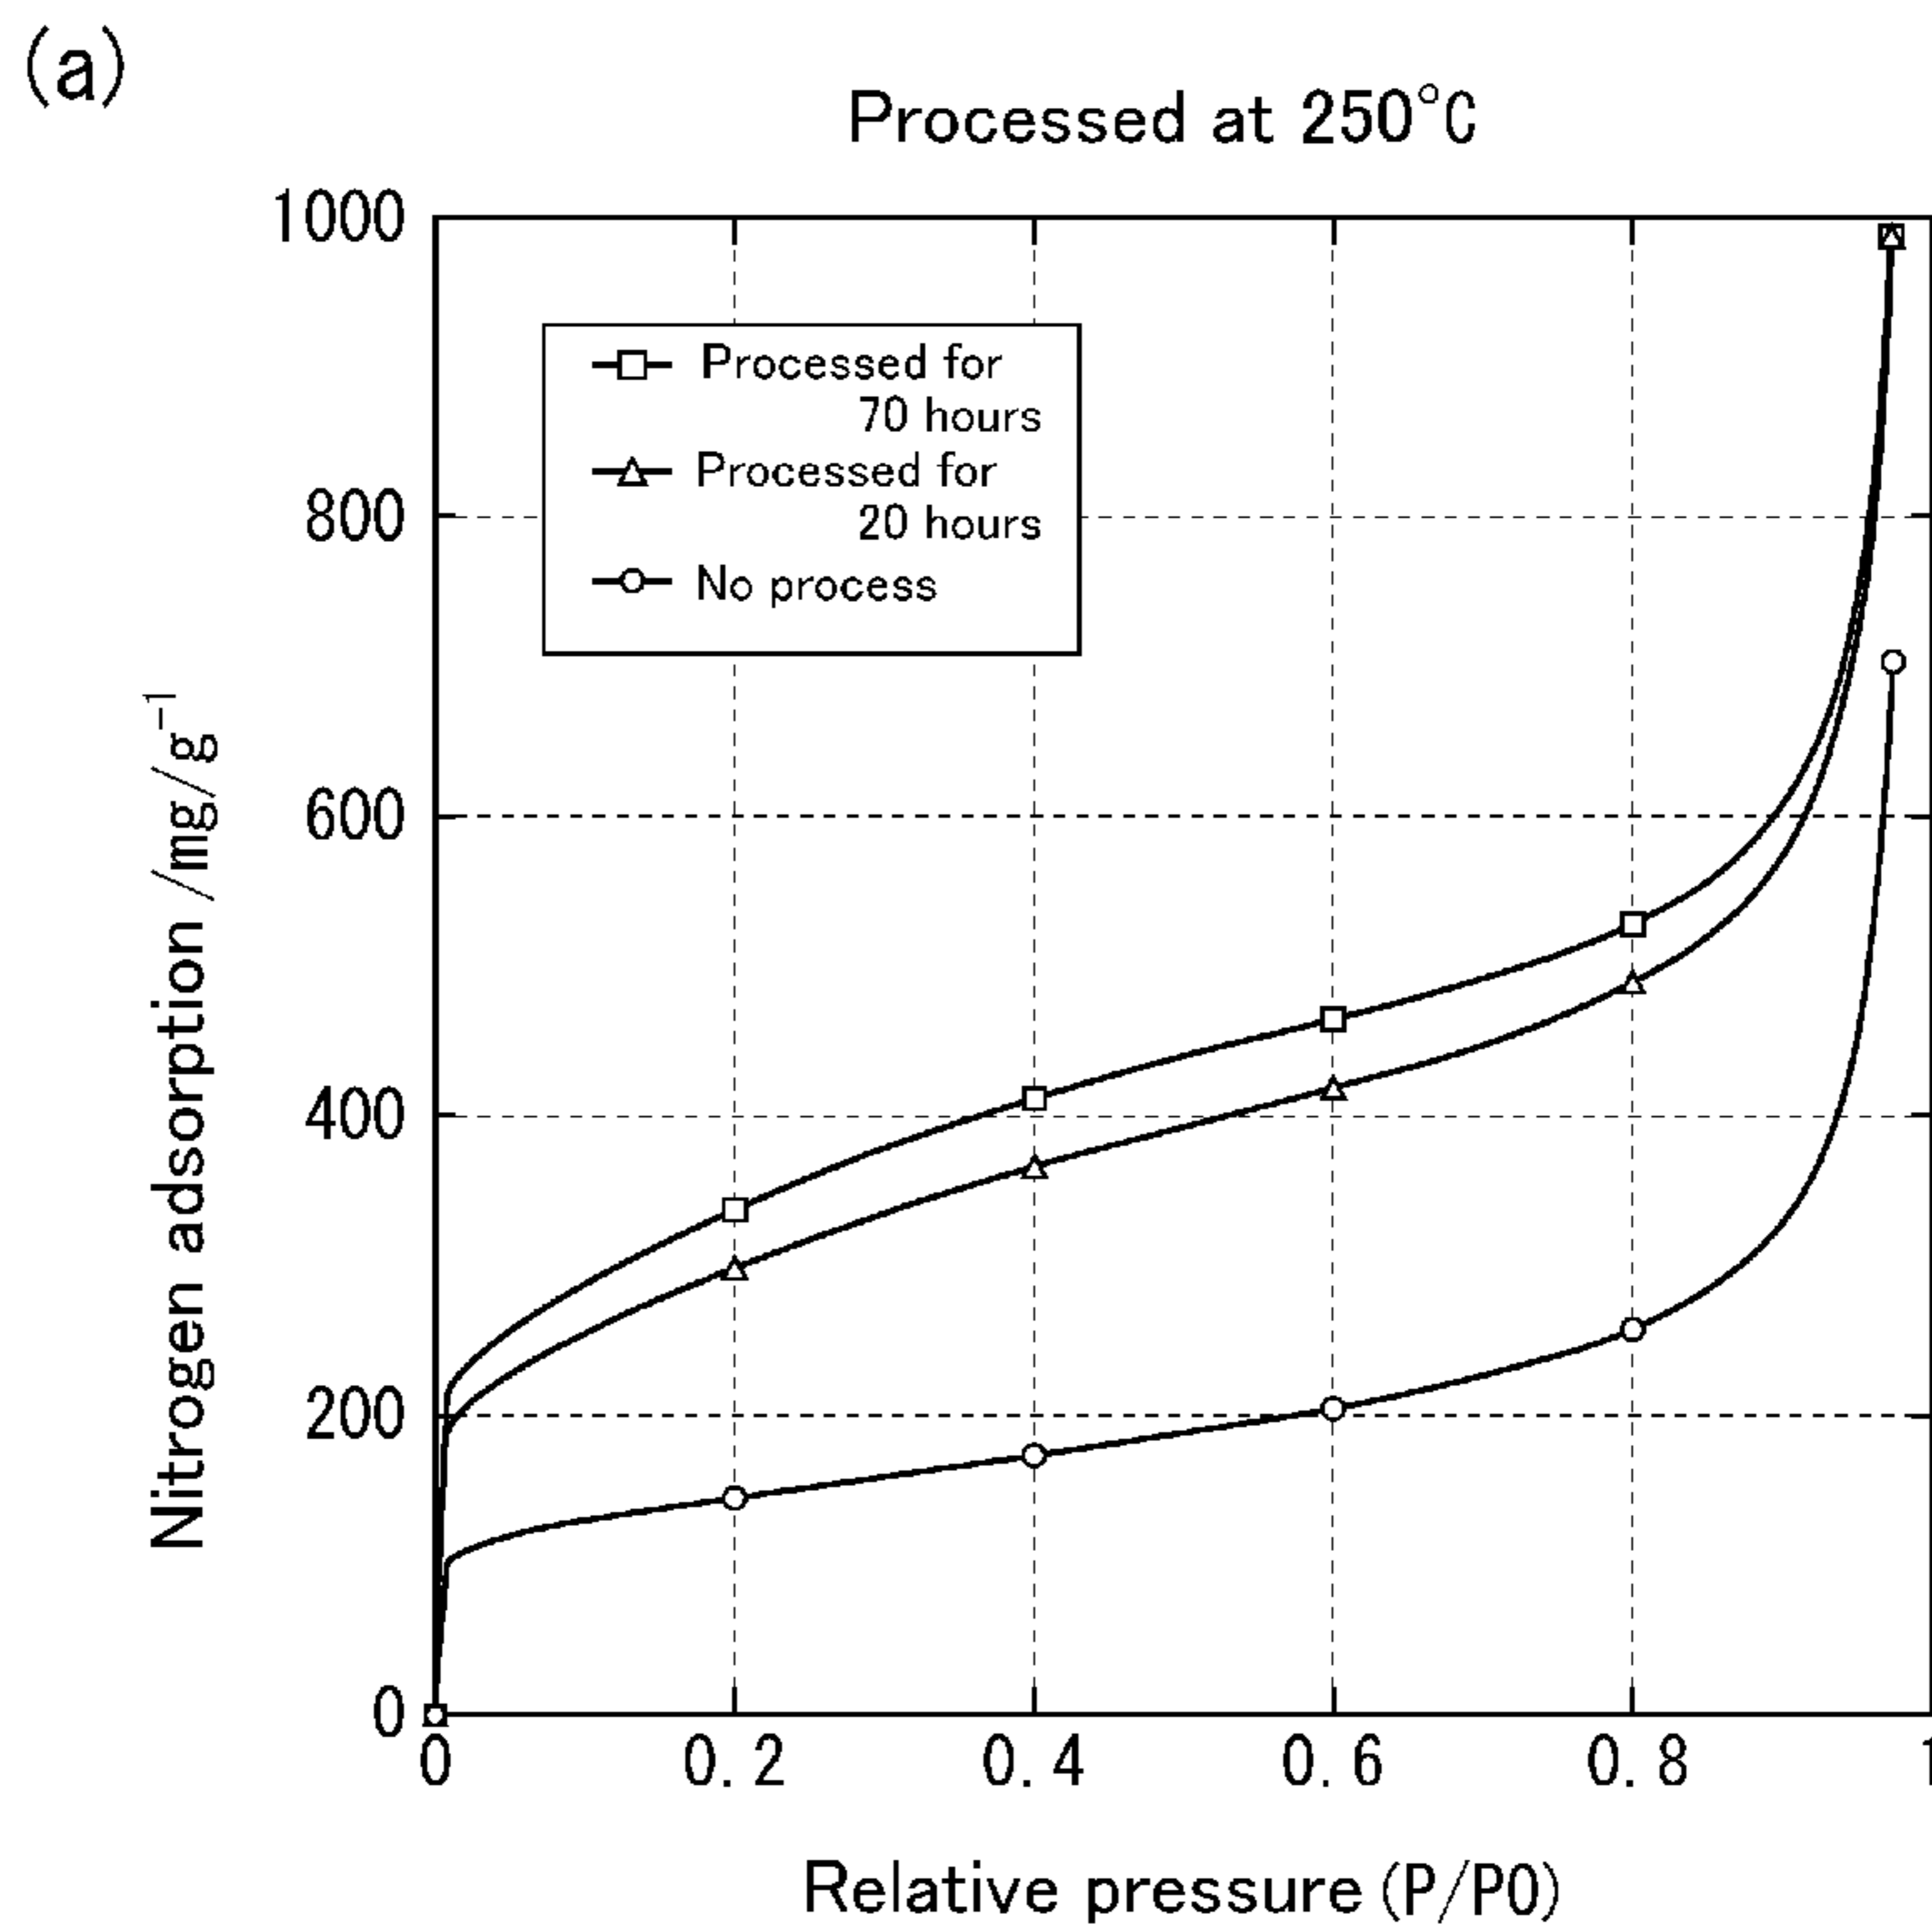 (a)
Processed at 250°C
1000
800
600
400
200
0
Processed for
70 hours
Processed for
20 hours
No process
Nitrogen adsorption /mg/g⁻¹
0 0.2 0.4 0.6 0.8 1
Relative pressure (P/P0)